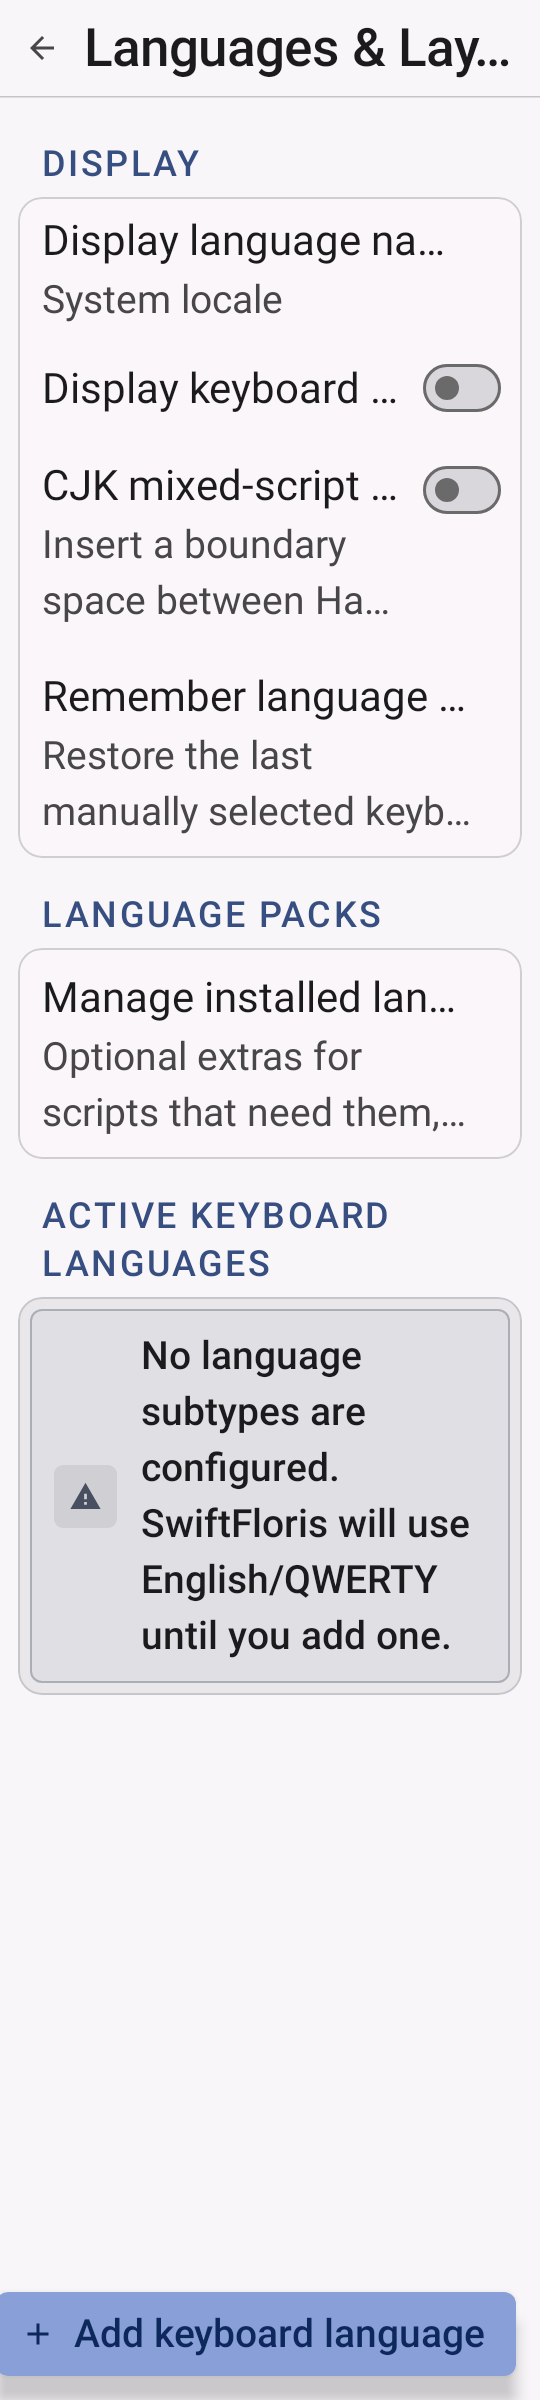 Languages & Lay...
DISPLAY
Display language na...
System locale
Display keyboard ...
CJK mixed-script ...
Insert a boundary
space between Ha...
Remember language ...
Restore the last
manually selected keyb...
LANGUAGE PACKS
Manage installed lan...
Optional extras for
scripts that need them,...
ACTIVE KEYBOARD
LANGUAGES
No language
subtypes are
configured.
SwiftFloris will use
English/QWERTY
until you add one.
+ Add keyboard language